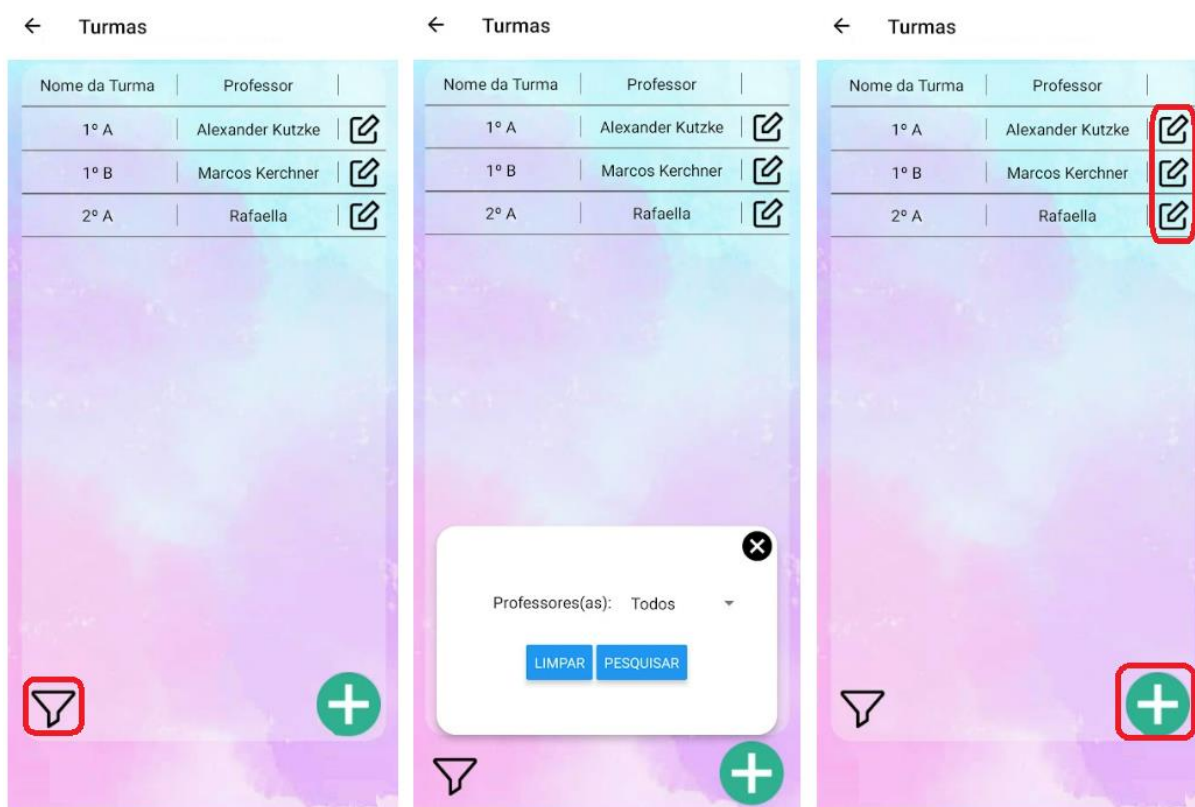 Turmas
Nome da Turma Professor
1º A Alexander Kutzke
1º B Marcos Kerchner
2º A Rafaella
Turmas
Nome da Turma Professor
1º A Alexander Kutzke
1º B Marcos Kerchner
2º A Rafaella
Professores(as): Todos
LIMPAR PESQUISAR
Turmas
Nome da Turma Professor
1º A Alexander Kutzke
1º B Marcos Kerchner
2º A Rafaella